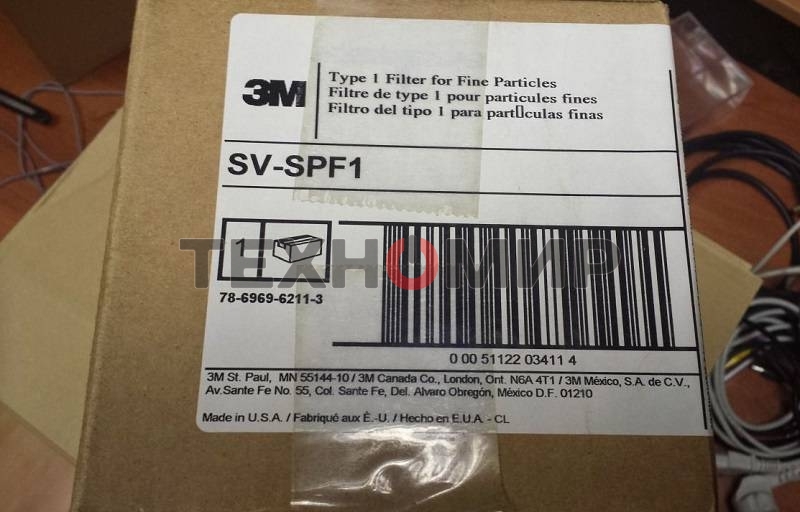 3M
Type 1 Filter for Fine Particles
Filtre de type 1 pour particules fines
Filtro del tipo 1 para part□culas finas
SV-SPF1
1
ТЕХНОМИР
78-6969-6211-3
0 00 51122 03411 4
3M St. Paul, MN 55144-10 / 3M Canada Co., London, Ont. N6A 4T1 / 3M México, S.A. de C.V.,
Av.Sante Fe No. 55, Col. Sante Fe, Del. Alvaro Obregón, México D.F. 01210
Made in U.S.A. / Fabriqué aux É.-U. / Hecho en E.U.A. - CL